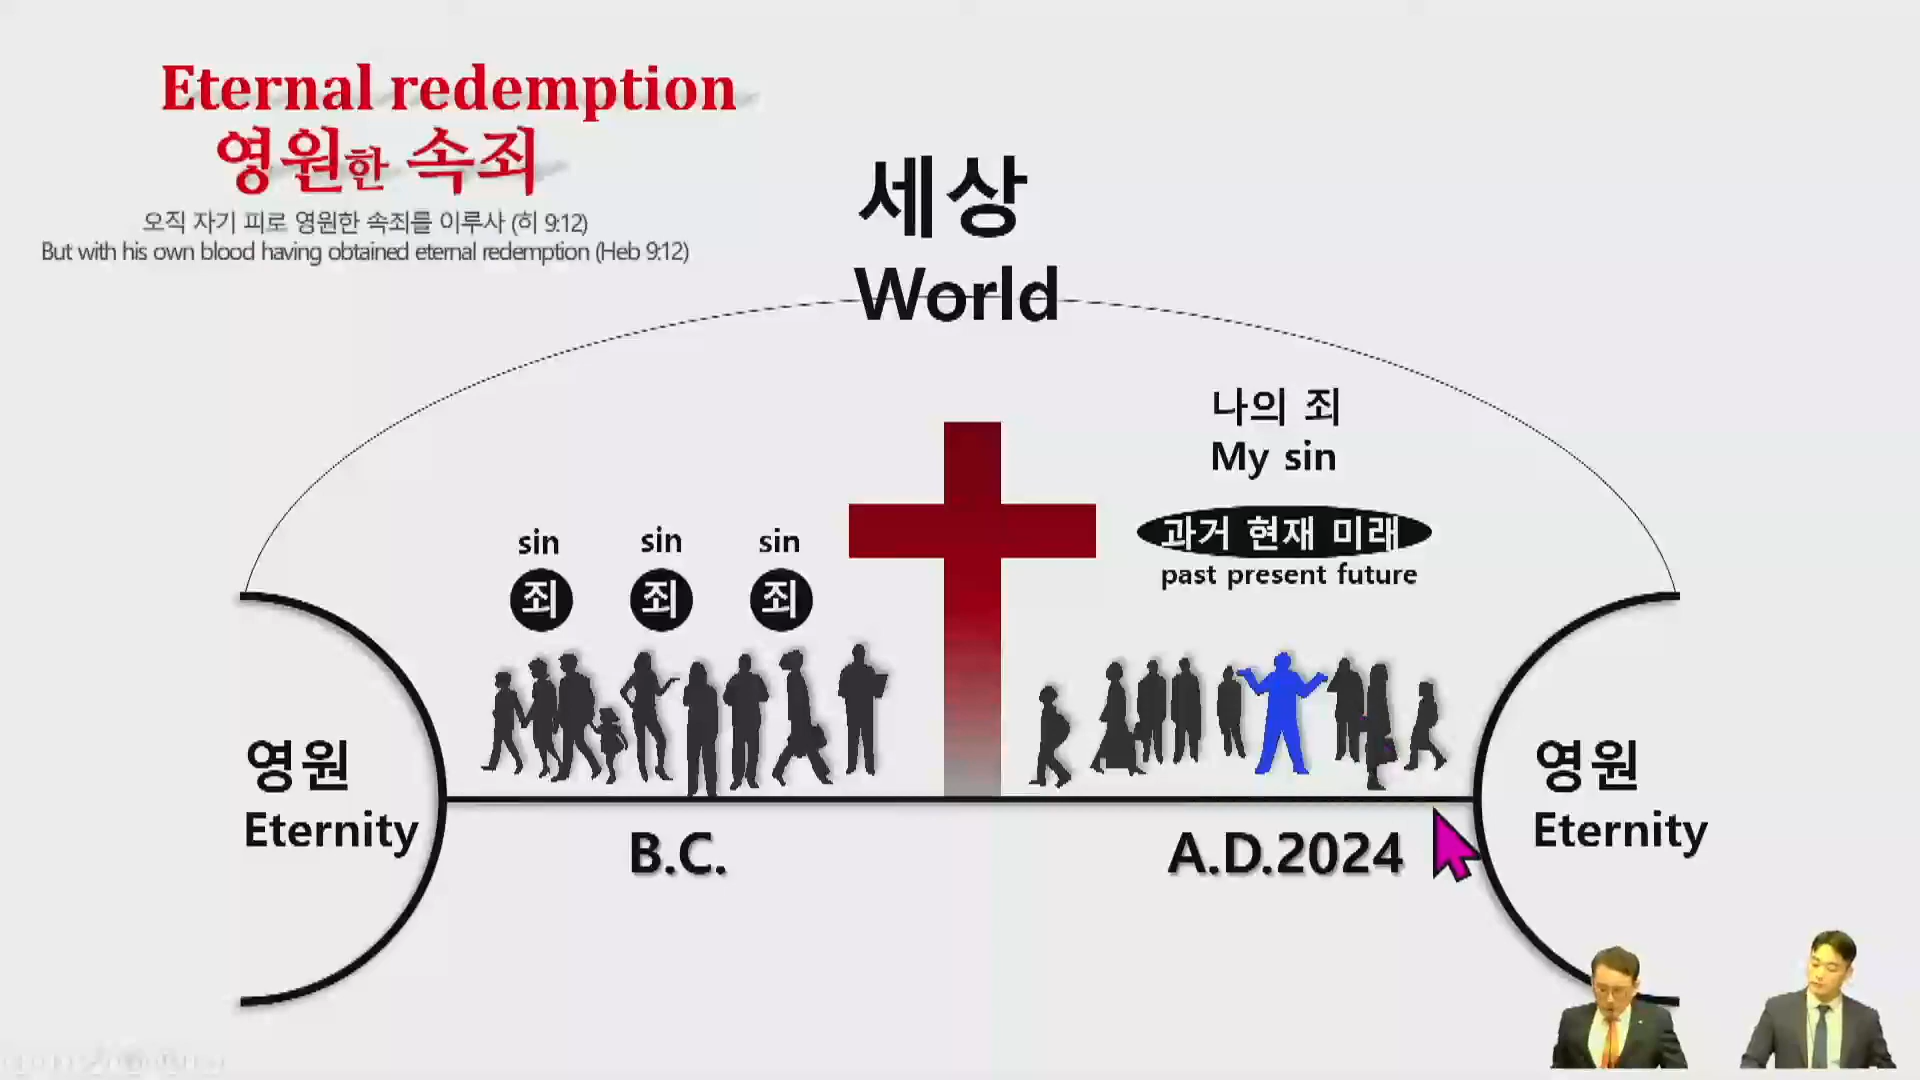 Eternal redemption
영원한 속죄
오직 자기 피로 영원한 속죄를 이루사 (히 9:12)
But with his own blood having obtained eternal redemption (Heb 9:12)
세상
World
나의 죄
My sin
과거 현재 미래
past present future
sin sin sin
죄 죄 죄
영원
Eternity
영원
Eternity
B.C.
A.D.2024